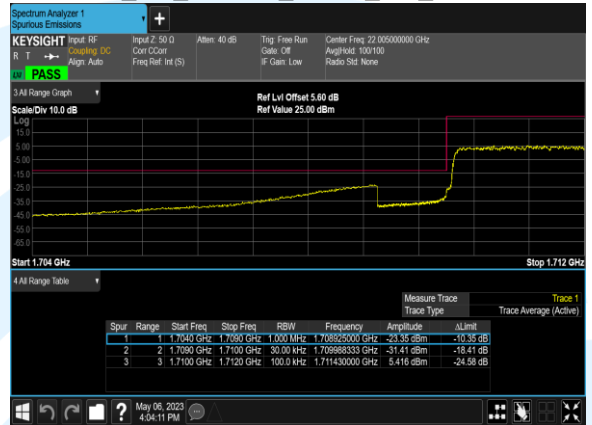 Spectrum Analyzer 1
Spurious Emissions
+
KEYSIGHT Input: RF Input Z: 50 Ω Atten: 40 dB Trig: Free Run Center Freq: 22.005000000 GHz
R T Coupling: DC Corr CCorr Gate: Off Avg|Hold: 100/100
Align: Auto Freq Ref: Int (S) IF Gain: Low Radio Std: None
PASS
3 All Range Graph
Ref Lvl Offset 5.60 dB
Scale/Div 10.0 dB Ref Value 25.00 dBm
Log
15.0
5.00
-5.00
-15.0
-25.0
-35.0
-45.0
-55.0
-65.0
Start 1.704 GHz Stop 1.712 GHz
4 All Range Table
Measure Trace Trace 1
Trace Type Trace Average (Active)
Spur Range Start Freq Stop Freq RBW Frequency Amplitude ΔLimit
1 1 1.7040 GHz 1.7090 GHz 1.000 MHz 1.708925000 GHz -23.35 dBm -10.35 dB
2 2 1.7090 GHz 1.7100 GHz 30.00 kHz 1.709988333 GHz -31.41 dBm -18.41 dB
3 3 1.7100 GHz 1.7120 GHz 100.0 kHz 1.711430000 GHz 5.416 dBm -24.58 dB
? May 06, 2023
4:04:11 PM